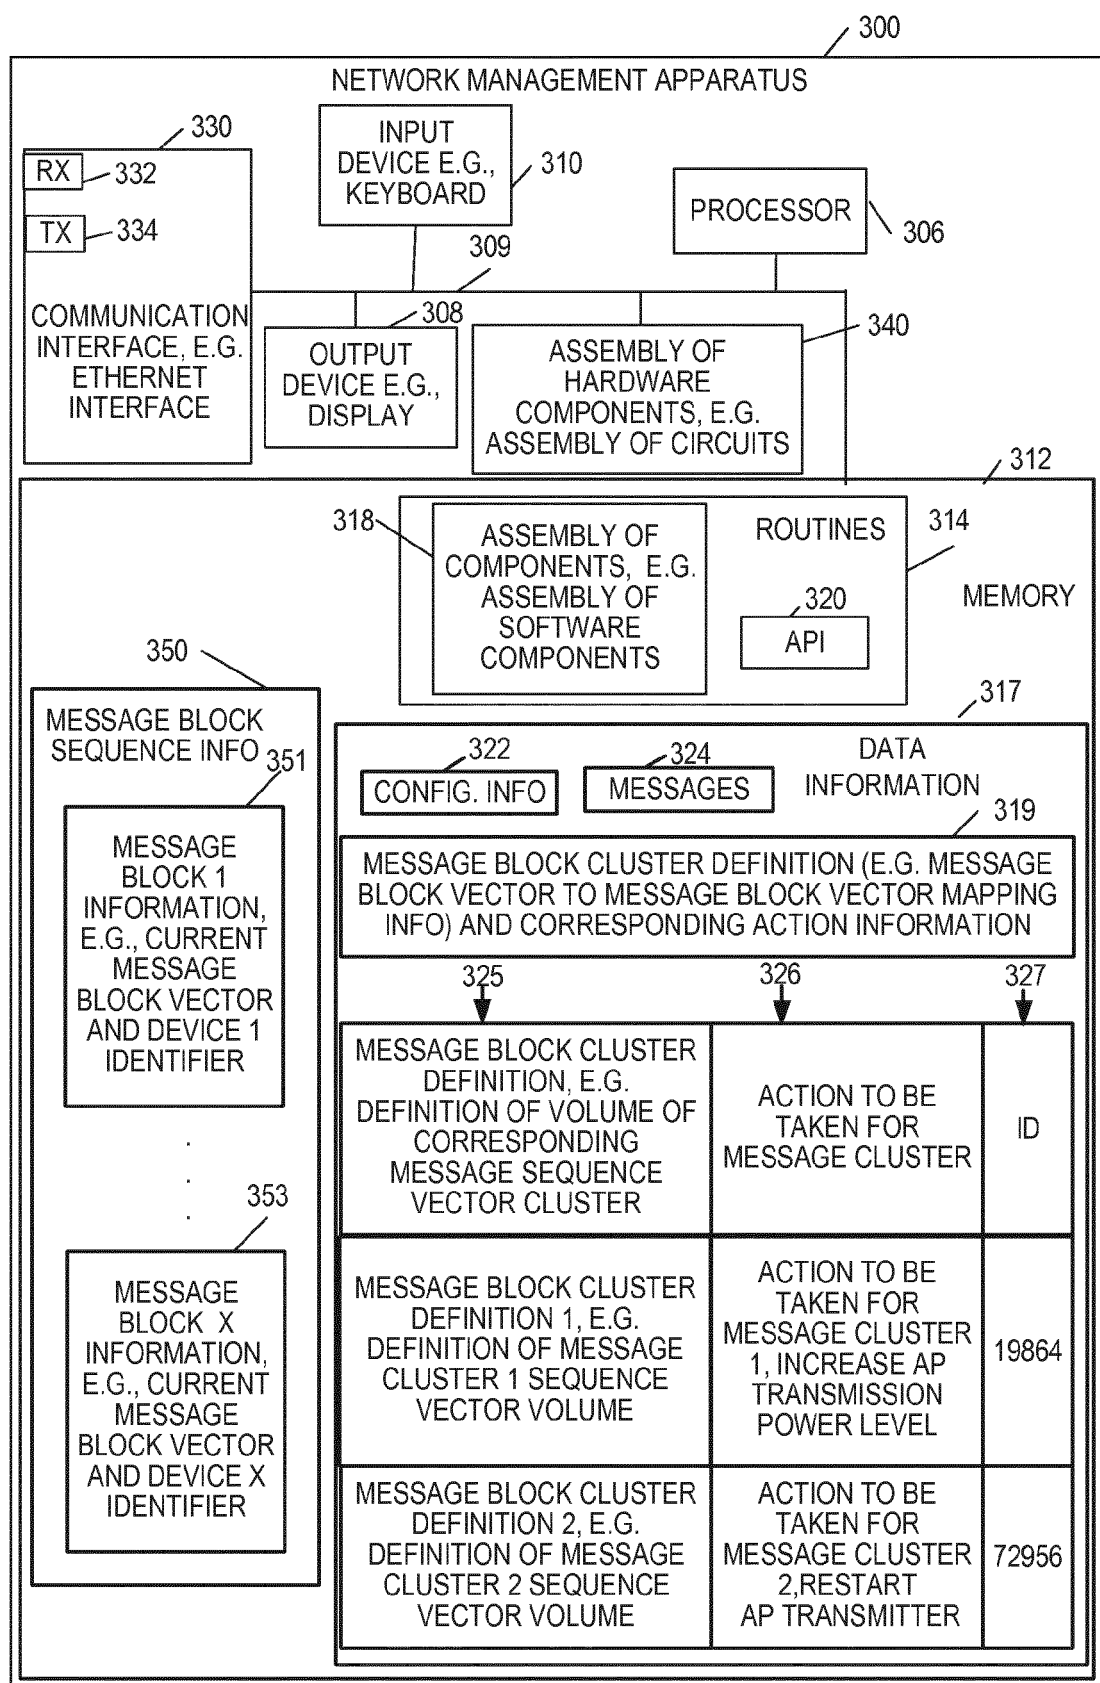 300
NETWORK MANAGEMENT APPARATUS
330
RX
332
TX
334
COMMUNICATION
INTERFACE, E.G.
ETHERNET
INTERFACE
INPUT
DEVICE E.G.,
KEYBOARD
310
PROCESSOR
306
309
308
OUTPUT
DEVICE E.G.,
DISPLAY
340
ASSEMBLY OF
HARDWARE
COMPONENTS, E.G.
ASSEMBLY OF CIRCUITS
312
318
ASSEMBLY OF
COMPONENTS, E.G.
ASSEMBLY OF
SOFTWARE
COMPONENTS
ROUTINES
314
320
API
MEMORY
350
MESSAGE BLOCK
SEQUENCE INFO
351
MESSAGE
BLOCK 1
INFORMATION,
E.G., CURRENT
MESSAGE
BLOCK VECTOR
AND DEVICE 1
IDENTIFIER
.
.
.
353
MESSAGE
BLOCK X
INFORMATION,
E.G., CURRENT
MESSAGE
BLOCK VECTOR
AND DEVICE X
IDENTIFIER
317
322
CONFIG. INFO
324
MESSAGES
DATA
INFORMATION
319
MESSAGE BLOCK CLUSTER DEFINITION (E.G. MESSAGE
BLOCK VECTOR TO MESSAGE BLOCK VECTOR MAPPING
INFO) AND CORRESPONDING ACTION INFORMATION
325
326
327
MESSAGE BLOCK CLUSTER
DEFINITION, E.G.
DEFINITION OF VOLUME OF
CORRESPONDING
MESSAGE SEQUENCE
VECTOR CLUSTER
ACTION TO BE
TAKEN FOR
MESSAGE CLUSTER
ID
MESSAGE BLOCK CLUSTER
DEFINITION 1, E.G.
DEFINITION OF MESSAGE
CLUSTER 1 SEQUENCE
VECTOR VOLUME
ACTION TO BE
TAKEN FOR
MESSAGE CLUSTER
1, INCREASE AP
TRANSMISSION
POWER LEVEL
19864
MESSAGE BLOCK CLUSTER
DEFINITION 2, E.G.
DEFINITION OF MESSAGE
CLUSTER 2 SEQUENCE
VECTOR VOLUME
ACTION TO BE
TAKEN FOR
MESSAGE CLUSTER
2,RESTART
AP TRANSMITTER
72956